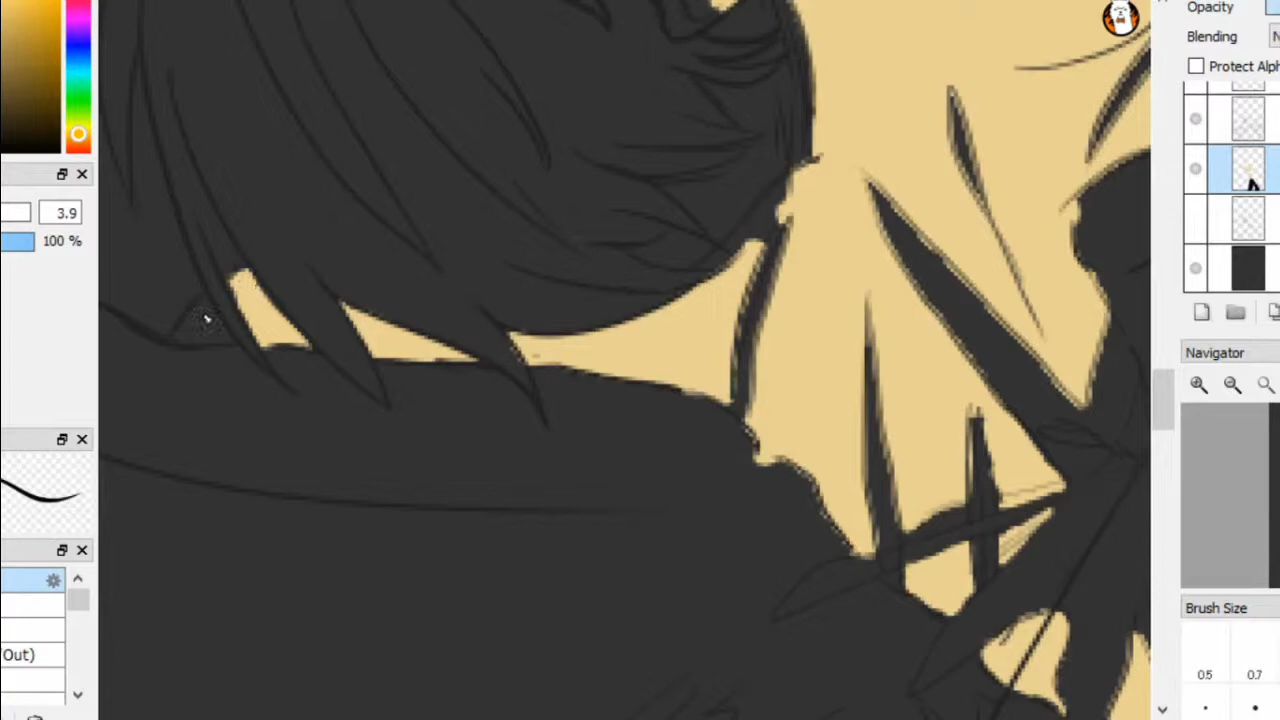 Opacity
Blending
Protect Alph
3.9
100 %
Navigator
Out)
Brush Size
0.5
0.7